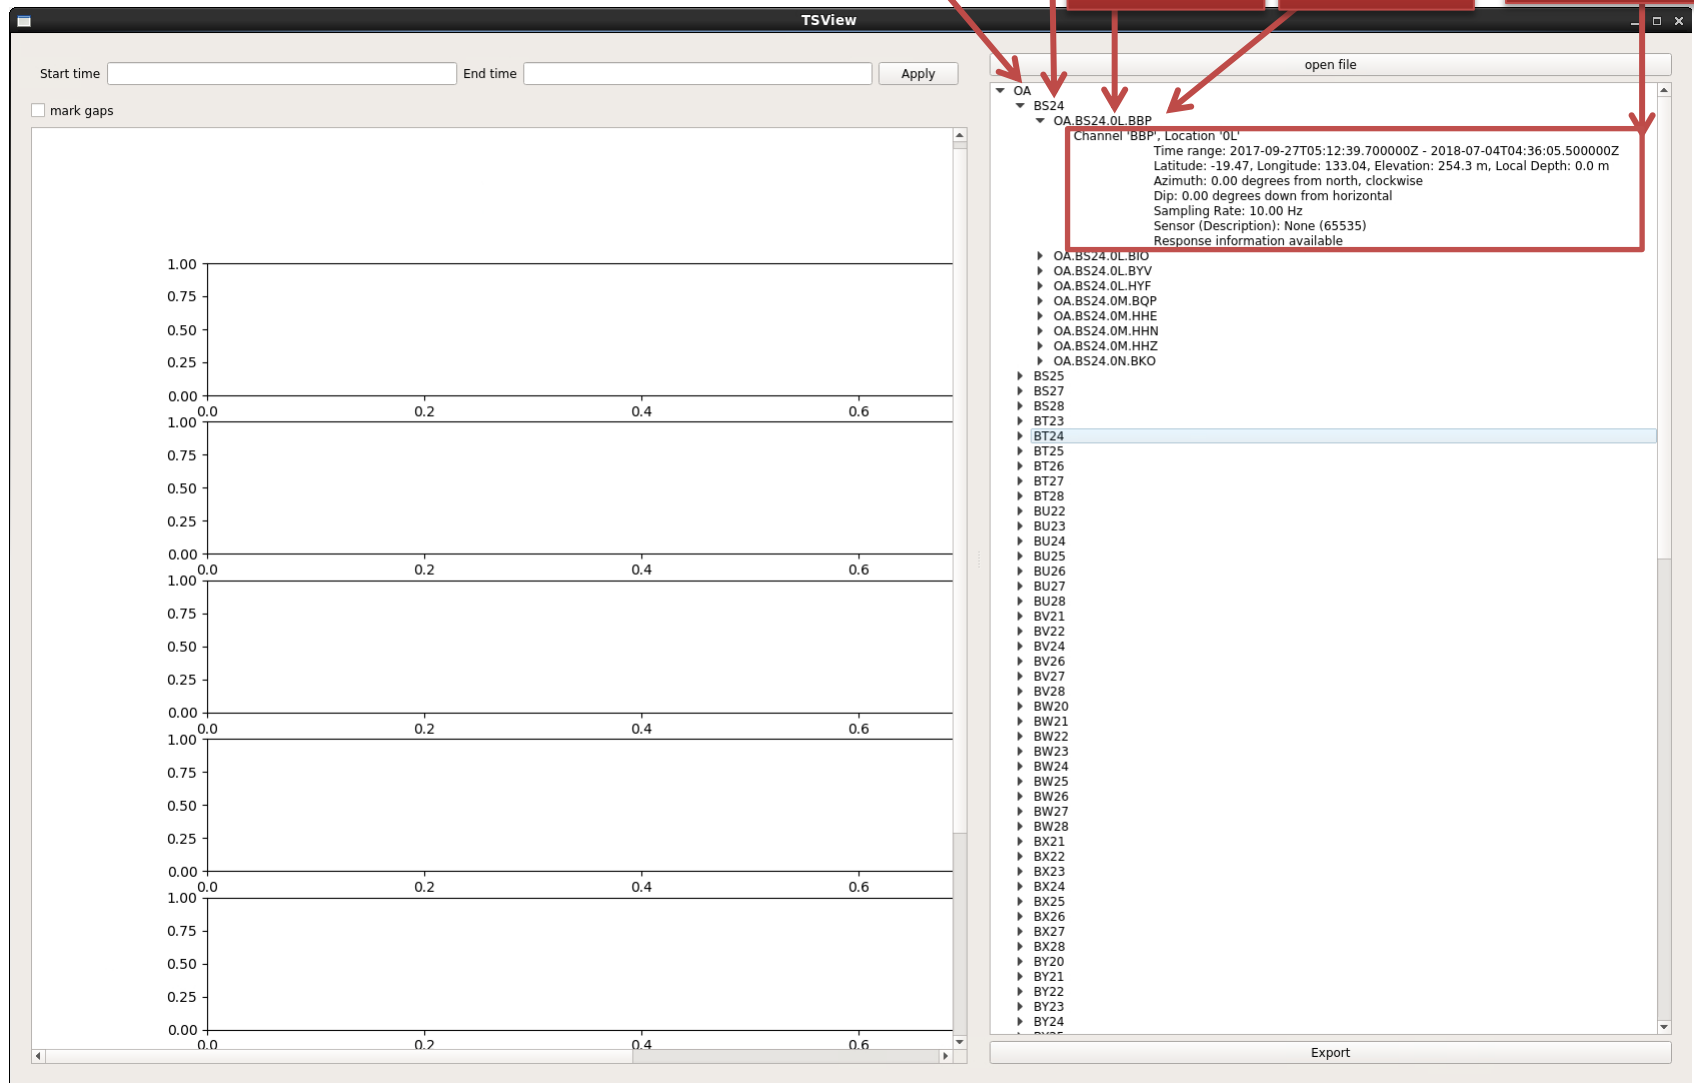 TSView
Start time
End time
Apply
mark gaps
1.00
0.75
0.50
0.25
0.00
0.0 0.2 0.4 0.6
1.00
0.75
0.50
0.25
0.00
0.0 0.2 0.4 0.6
1.00
0.75
0.50
0.25
0.00
0.0 0.2 0.4 0.6
1.00
0.75
0.50
0.25
0.00
0.0 0.2 0.4 0.6
1.00
0.75
0.50
0.25
0.00
0.0 0.2 0.4 0.6
open file
OA
BS24
OA.BS24.0L.BBP
Channel 'BBP', Location '0L'
Time range: 2017-09-27T05:12:39.700000Z - 2018-07-04T04:36:05.500000Z
Latitude: -19.47, Longitude: 133.04, Elevation: 254.3 m, Local Depth: 0.0 m
Azimuth: 0.00 degrees from north, clockwise
Dip: 0.00 degrees down from horizontal
Sampling Rate: 10.00 Hz
Sensor (Description): None (65535)
Response information available
OA.BS24.0L.BIO
OA.BS24.0L.BYV
OA.BS24.0L.HYF
OA.BS24.0M.BQP
OA.BS24.0M.HHE
OA.BS24.0M.HHN
OA.BS24.0M.HHZ
OA.BS24.0N.BKO
BS25
BS27
BS28
BT23
BT24
BT25
BT26
BT27
BT28
BU22
BU23
BU24
BU25
BU26
BU27
BU28
BV21
BV22
BV24
BV26
BV27
BV28
BW20
BW21
BW22
BW23
BW24
BW25
BW26
BW27
BW28
BX21
BX22
BX23
BX24
BX25
BX26
BX27
BX28
BY20
BY21
BY22
BY23
BY24
Export